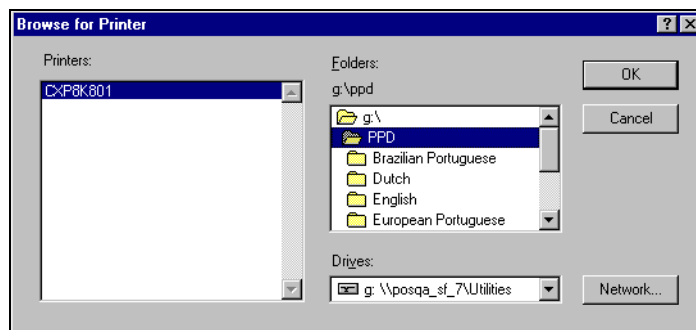 Browse for Printer
Printers:
CXP8K801
Folders:
g:\ppd
g:\
PPD
Brazilian Portuguese
Dutch
English
European Portuguese
Drives:
g: \\posqa_sf_7\Utilities
OK
Cancel
Network...